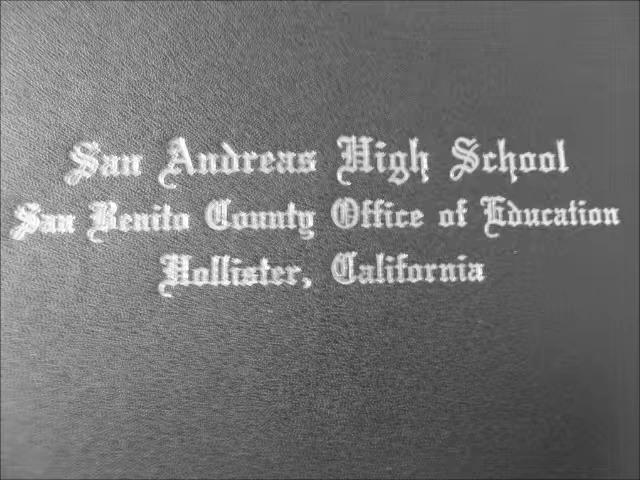 San Andreas High School
San Benito County Office of Education
Hollister, California